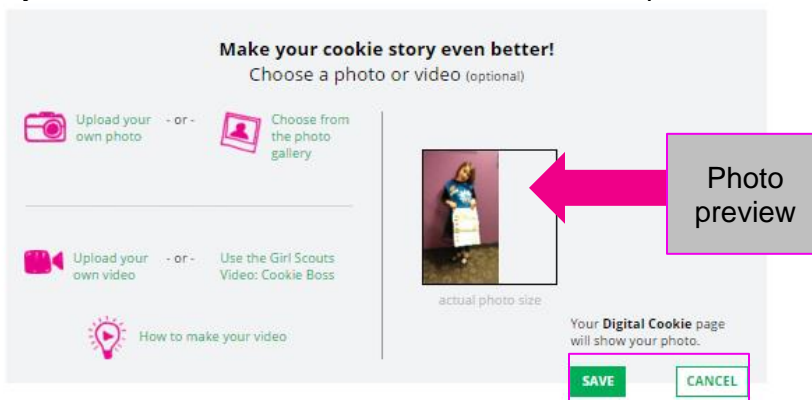 Make your cookie story even better!
Choose a photo or video (optional)
Upload your own photo
- or -
Choose from the photo gallery
Upload your own video
- or -
Use the Girl Scouts Video: Cookie Boss
How to make your video
actual photo size
Photo preview
Your Digital Cookie page will show your photo.
SAVE
CANCEL